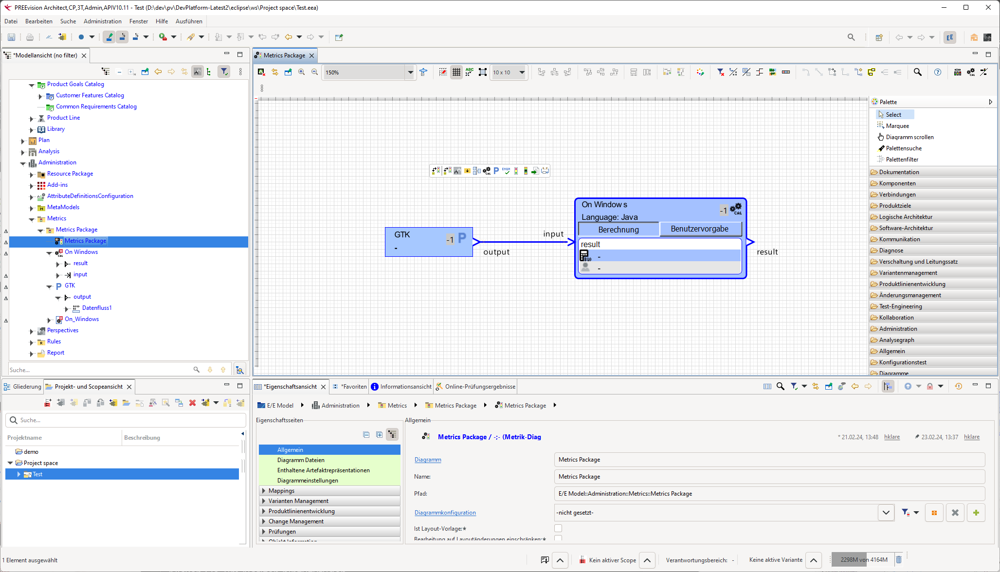 PREEvision Architect,CP,3T,Admin,APIV10.11 - Test (D:\dev\pv\DevPlatform-Latest2\eclipse\ws\Project space\Test.eea)
Datei Bearbeiten Suche Administration Fenster Hilfe Ausführen
EE
*Modellansicht (no filter)
Product Goals Catalog
Customer Features Catalog
Common Requirements Catalog
Product Line
Library
Plan
Analysis
Administration
Resource Package
Add-ins
AttributeDefinitionsConfiguration
MetaModels
Metrics
Metrics Package
Metrics Package
On Windows
result
input
GTK
output
Datenfluss1
On_Windows
Perspectives
Rules
Report
Suche...
Metrics Package
150%
ABC
10 x 10
GTK
-1 P
-
output
input
On Windows
Language: Java
-1
CAL
Berechnung
Benutzervorgabe
result
-
-
result
Palette
Select
Marquee
Diagramm scrollen
Palettensuche
Palettenfilter
Dokumentation
Komponenten
Verbindungen
Produktziele
Logische Architektur
Software-Architektur
Kommunikation
Diagnose
Verschaltung und Leitungssatz
Variantenmanagement
Produktlinienentwicklung
Änderungsmanagement
Test-Engineering
Kollaboration
Administration
Analysegraph
Allgemein
Konfigurationstest
Diagramme
Gliederung
Projekt- und Scopeansicht
Suche...
Projektname
Beschreibung
demo
Project space
Test
*Eigenschaftsansicht
*Favoriten
Informationsansicht
Online-Prüfungsergebnisse
E/E Model
Administration
Metrics
Metrics Package
Metrics Package
Eigenschaftsseiten
Allgemein
Diagramm Dateien
Enthaltene Artefaktrepräsentationen
Diagrammeinstellungen
Mappings
Varianten Management
Produktlinienentwicklung
Change Management
Prüfungen
Objekt Information
Allgemein
Metrics Package / -;- (Metrik-Diag
* 21.02.24, 13:48 hklare
23.02.24, 13:37 hklare
Diagramm
Metrics Package
Name:
Metrics Package
Pfad:
E/E Model::Administration::Metrics::Metrics Package
Diagrammkonfiguration
-nicht gesetzt-
Ist Layout-Vorlage:★
Bearbeitung auf Layoutänderungen einschränken:★
1 Element ausgewählt
Kein aktiver Scope
Verantwortungsbereich: -
Keine aktive Variante
2298M von 4164M